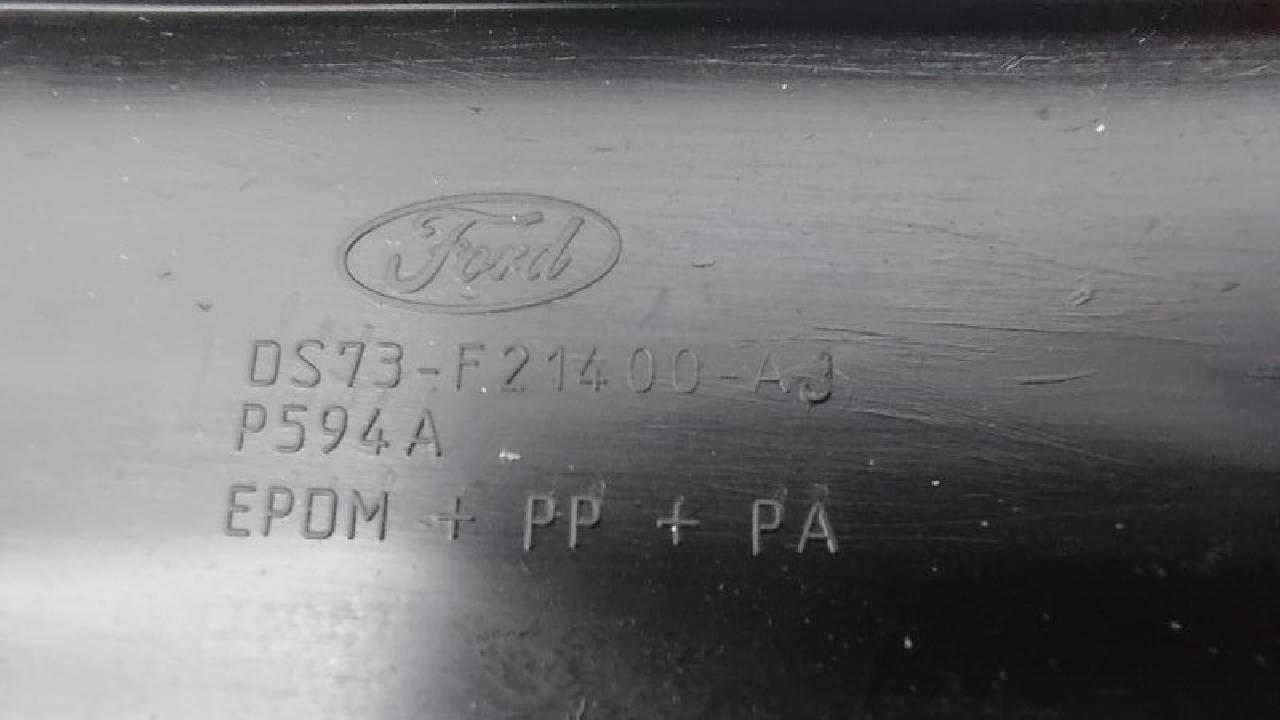 Ford
DS73-F21400-AJ
P594A
EPDM + PP + PA